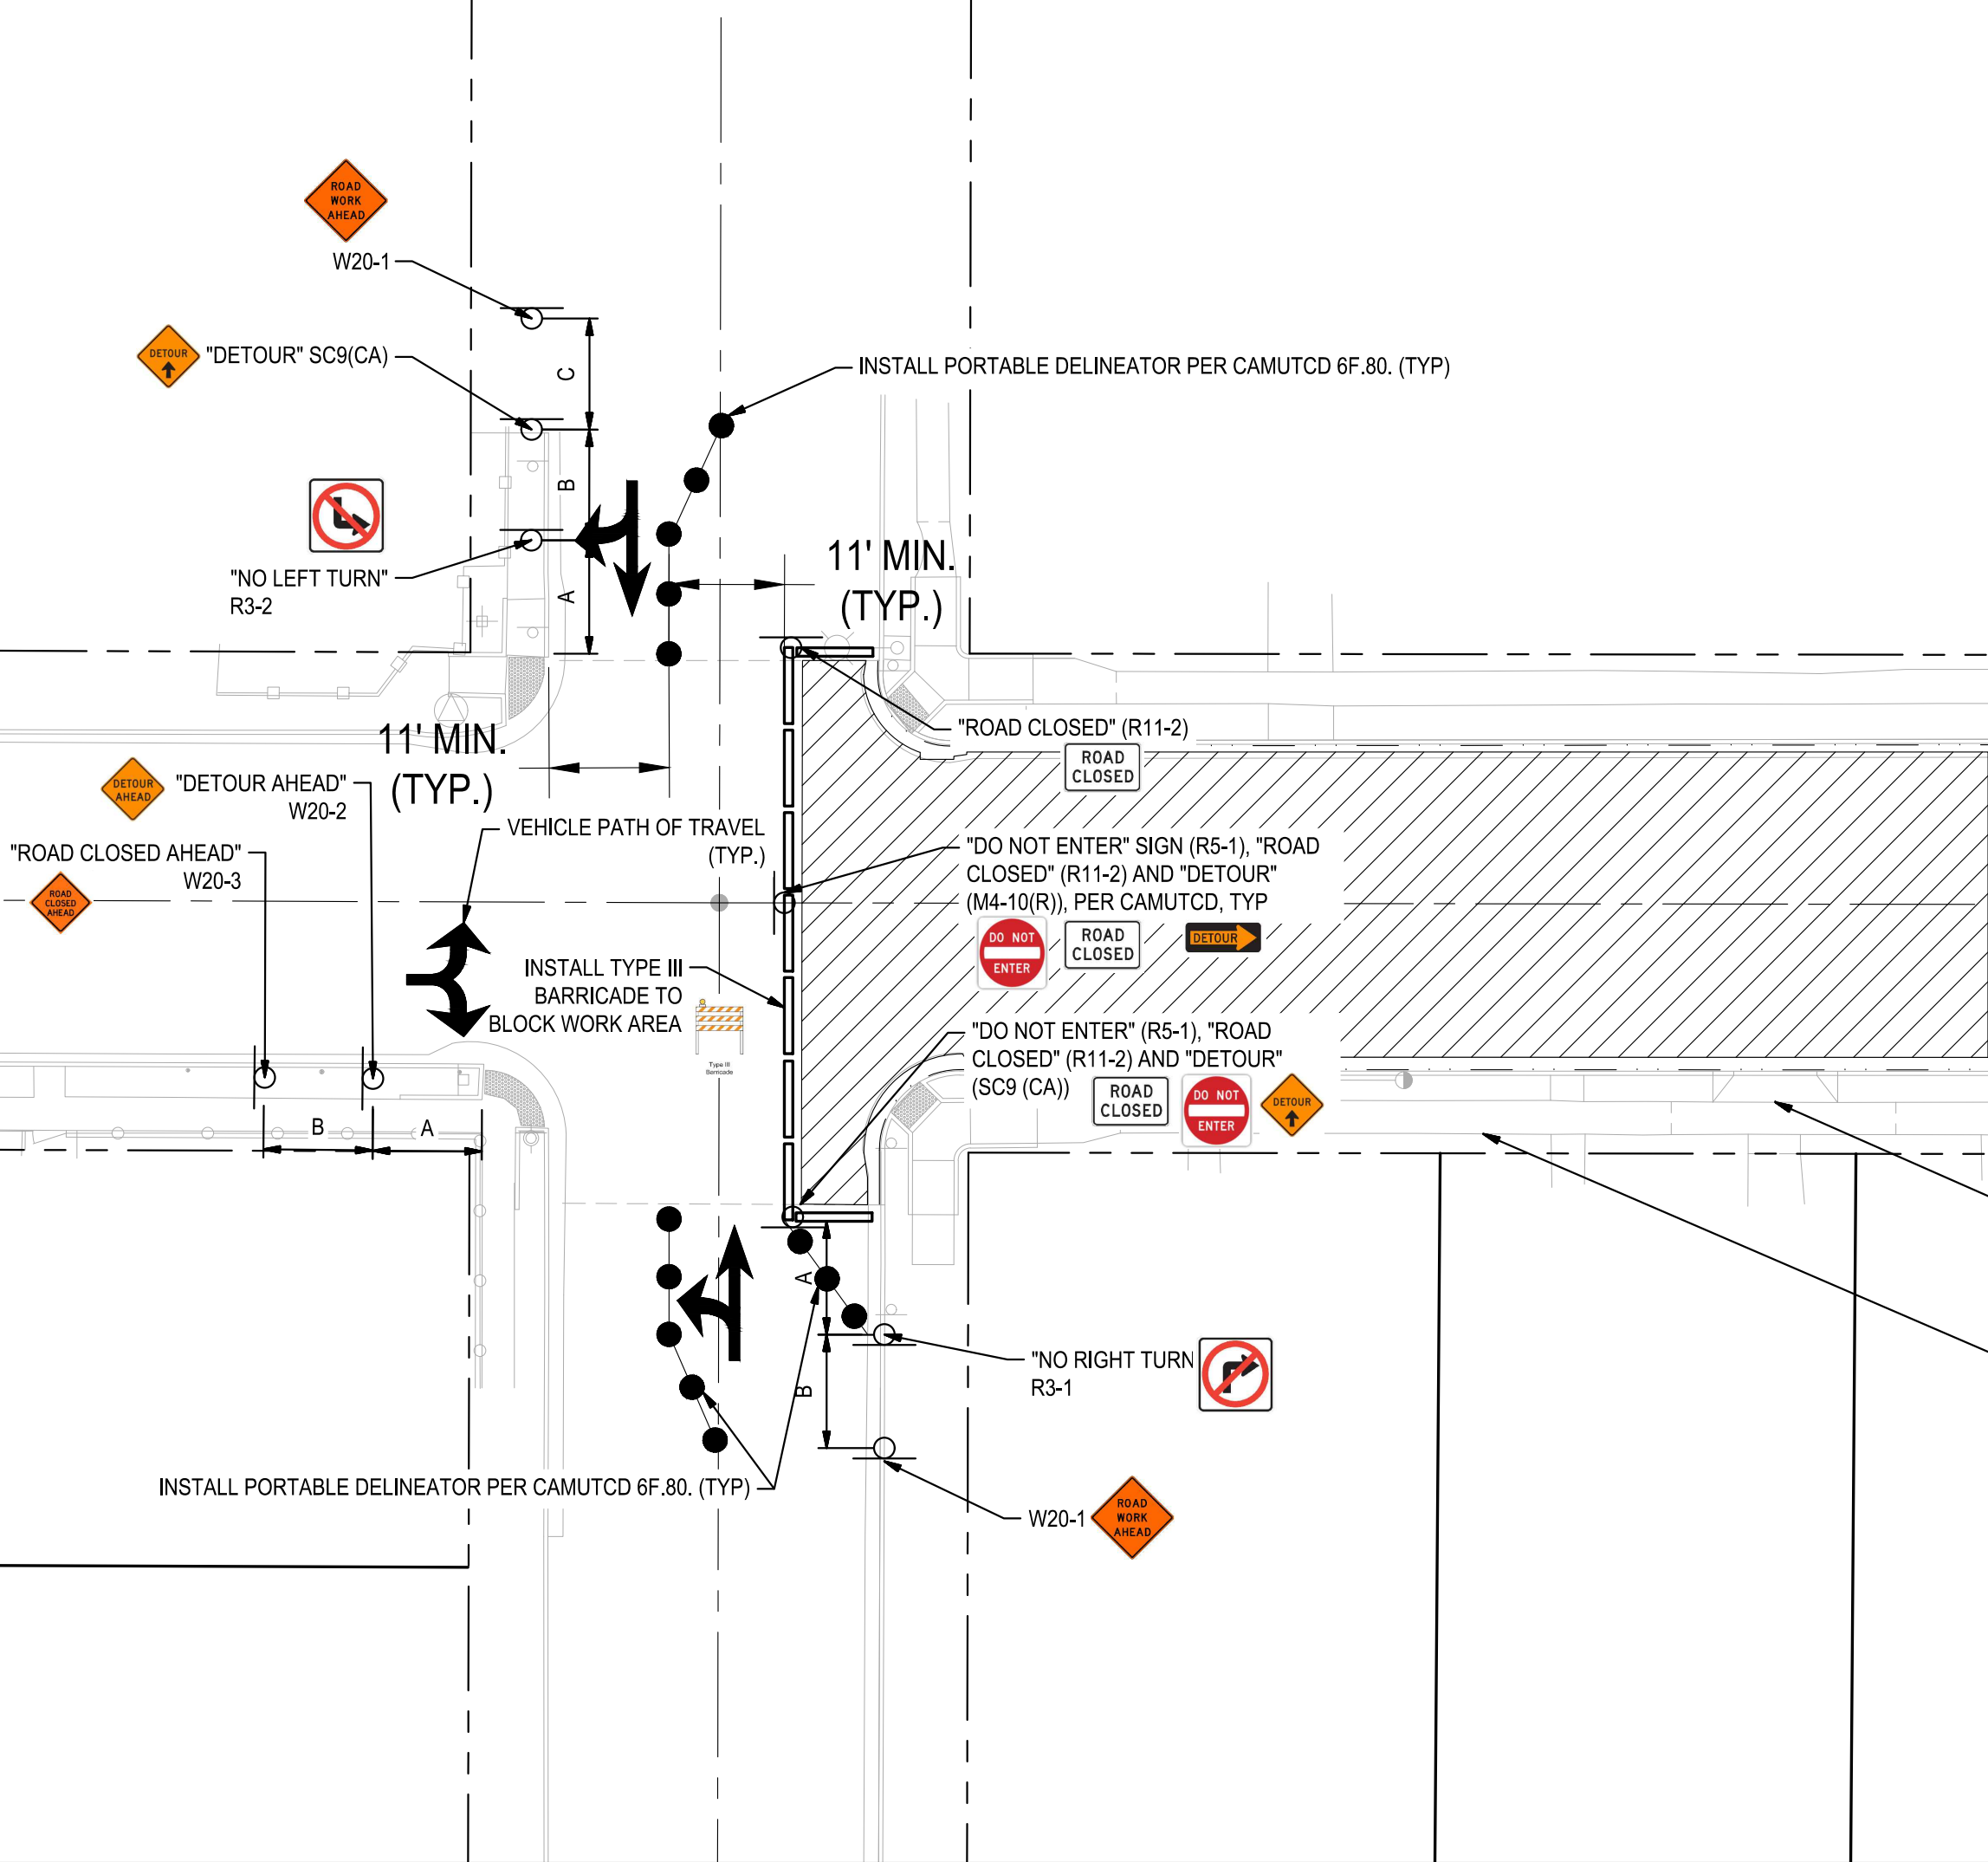 ROAD
WORK
AHEAD
W20-1
DETOUR
"DETOUR" SC9(CA)
C
INSTALL PORTABLE DELINEATOR PER CAMUTCD 6F.80. (TYP)
B
"NO LEFT TURN"
R3-2
A
11' MIN.
(TYP.)
"ROAD CLOSED" (R11-2)
ROAD
CLOSED
11' MIN.
(TYP.)
DETOUR
AHEAD
"DETOUR AHEAD"
W20-2
VEHICLE PATH OF TRAVEL
(TYP.)
"ROAD CLOSED AHEAD"
W20-3
ROAD
CLOSED
AHEAD
"DO NOT ENTER" SIGN (R5-1), "ROAD
CLOSED" (R11-2) AND "DETOUR"
(M4-10(R)), PER CAMUTCD, TYP
DO NOT
ENTER
ROAD
CLOSED
DETOUR
INSTALL TYPE III
BARRICADE TO
BLOCK WORK AREA
Type III
Barricade
"DO NOT ENTER" (R5-1), "ROAD
CLOSED" (R11-2) AND "DETOUR"
(SC9 (CA))
ROAD
CLOSED
DO NOT
ENTER
DETOUR
B
A
A
B
"NO RIGHT TURN
R3-1
INSTALL PORTABLE DELINEATOR PER CAMUTCD 6F.80. (TYP)
W20-1
ROAD
WORK
AHEAD